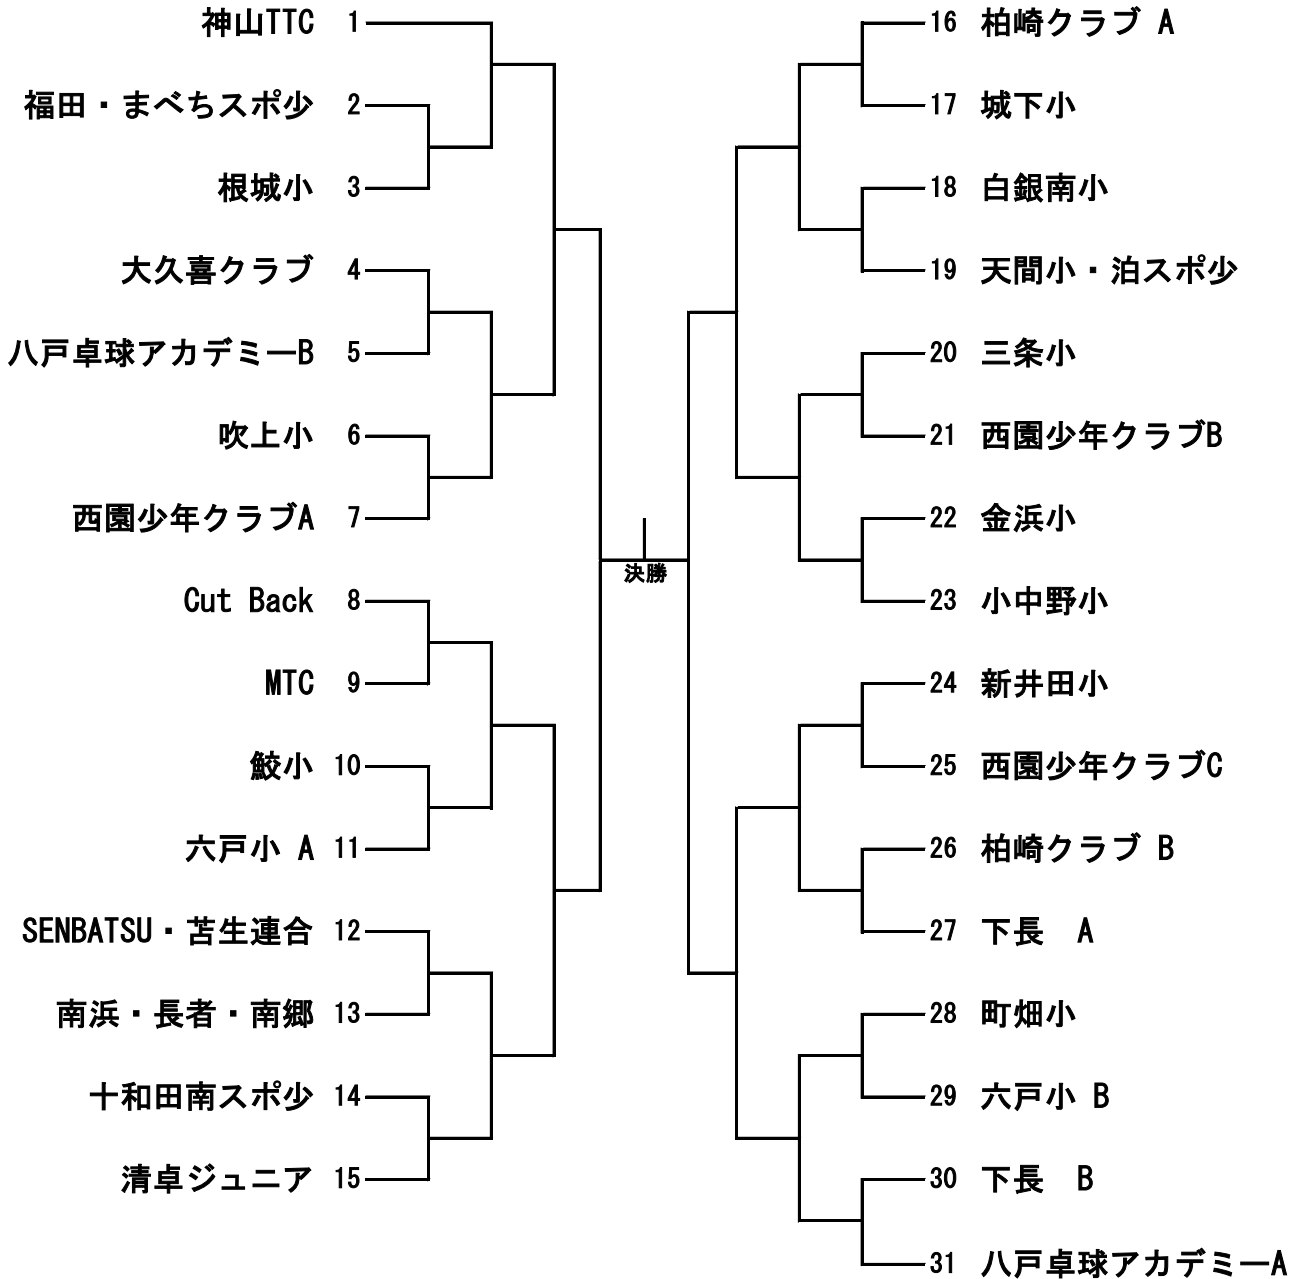 神山TTC 1
福田・まべちスポ少 2
根城小 3
大久喜クラブ 4
八戸卓球アカデミーB 5
吹上小 6
西園少年クラブA 7
Cut Back 8
MTC 9
鮫小 10
六戸小 A 11
SENBATSU・苫生連合 12
南浜・長者・南郷 13
十和田南スポ少 14
清卓ジュニア 15
決勝
16 柏崎クラブ A
17 城下小
18 白銀南小
19 天間小・泊スポ少
20 三条小
21 西園少年クラブB
22 金浜小
23 小中野小
24 新井田小
25 西園少年クラブC
26 柏崎クラブ B
27 下長 A
28 町畑小
29 六戸小 B
30 下長 B
31 八戸卓球アカデミーA